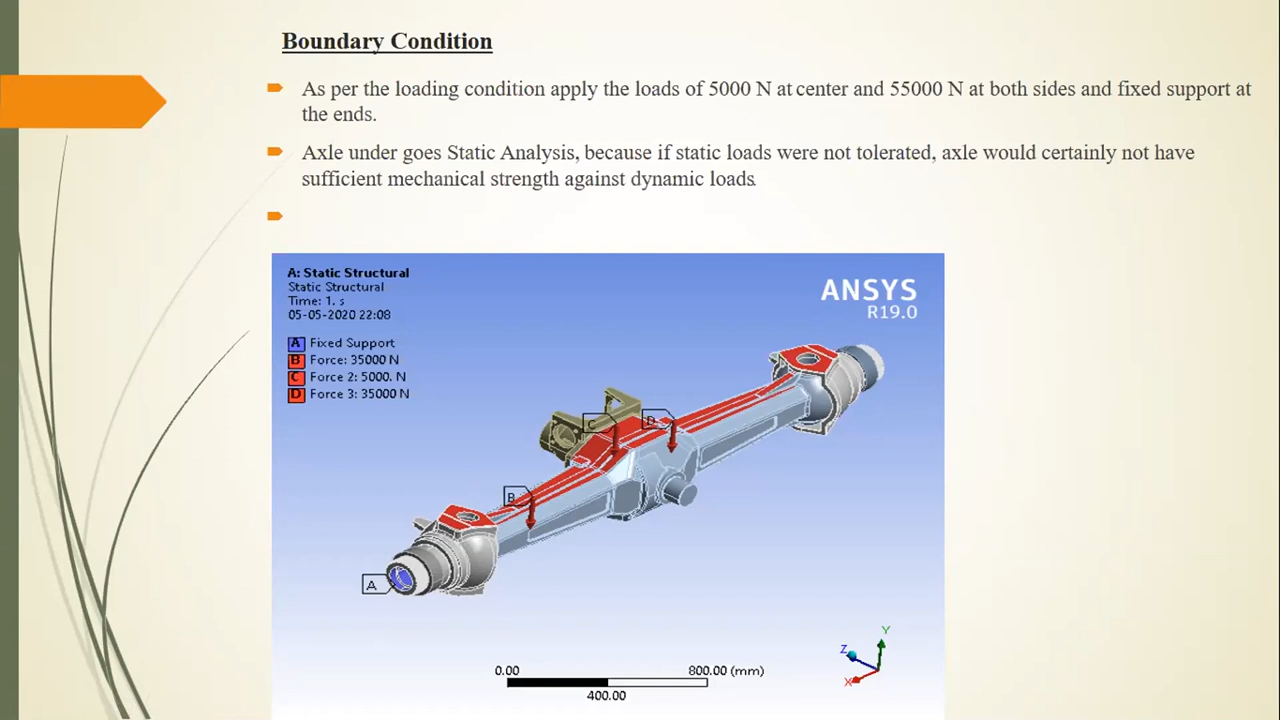 Boundary Condition
As per the loading condition apply the loads of 5000 N at center and 55000 N at both sides and fixed support at
the ends.
Axle under goes Static Analysis, because if static loads were not tolerated, axle would certainly not have
sufficient mechanical strength against dynamic loads.
A: Static Structural
Static Structural
Time: 1. s
05-05-2020 22:08
A Fixed Support
B Force: 35000 N
C Force 2: 5000. N
D Force 3: 35000 N
ANSYS
R19.0
C
D
B
A
Y
Z
X
0.00 800.00 (mm)
400.00